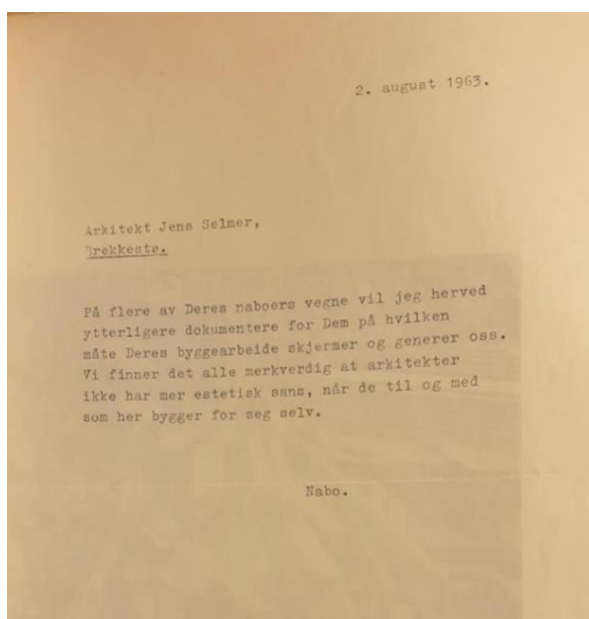 2. august 1963.
Arkitekt Jens Selmer,
Brekkestø.
På flere av Deres naboers vegne vil jeg herved
ytterligere dokumentere for Dem på hvilken
måte Deres byggearbeide skjermer og generer oss.
Vi finner det alle merkverdig at arkitekter
ikke har mer estetisk sans, når de til og med
som her bygger for seg selv.
Nabo.